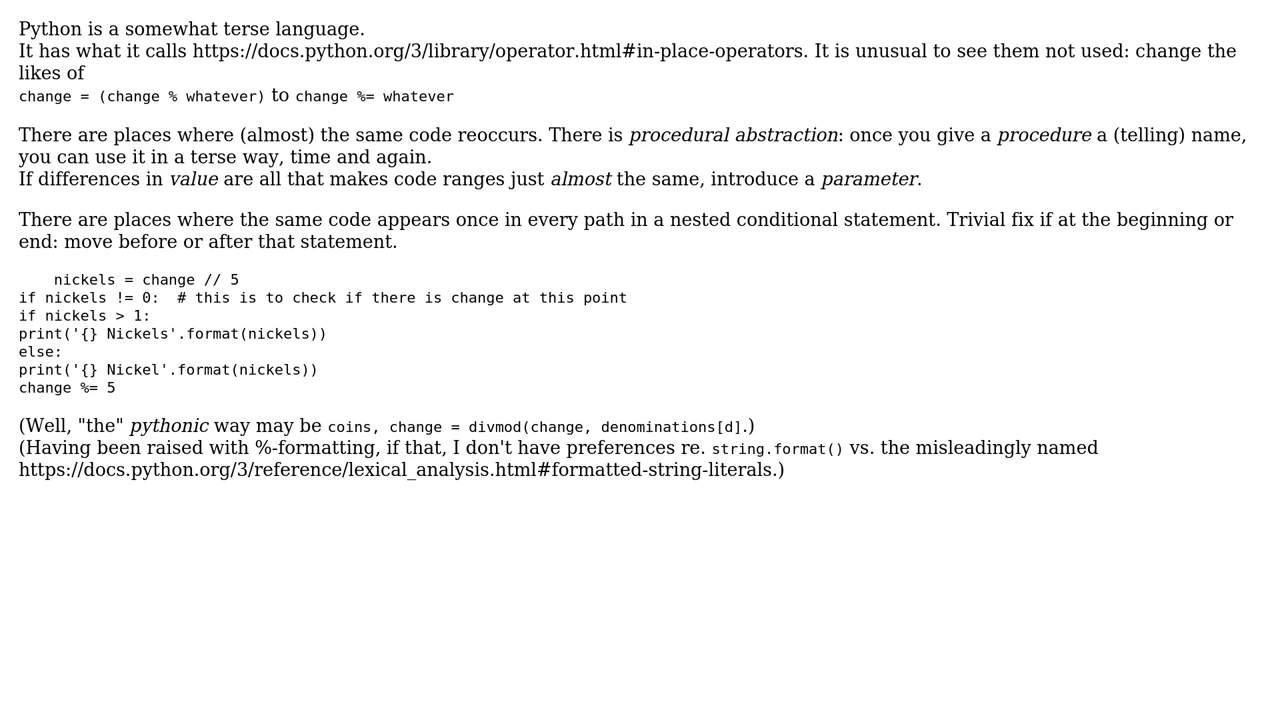 Python is a somewhat terse language.
It has what it calls https://docs.python.org/3/library/operator.html#in-place-operators. It is unusual to see them not used: change the
likes of
change = (change % whatever) to change %= whatever
There are places where (almost) the same code reoccurs. There is procedural abstraction: once you give a procedure a (telling) name,
you can use it in a terse way, time and again.
If differences in value are all that makes code ranges just almost the same, introduce a parameter.
There are places where the same code appears once in every path in a nested conditional statement. Trivial fix if at the beginning or
end: move before or after that statement.
    nickels = change // 5
if nickels != 0:  # this is to check if there is change at this point
if nickels > 1:
print('{} Nickels'.format(nickels))
else:
print('{} Nickel'.format(nickels))
change %= 5
(Well, "the" pythonic way may be coins, change = divmod(change, denominations[d].)
(Having been raised with %-formatting, if that, I don't have preferences re. string.format() vs. the misleadingly named
https://docs.python.org/3/reference/lexical_analysis.html#formatted-string-literals.)